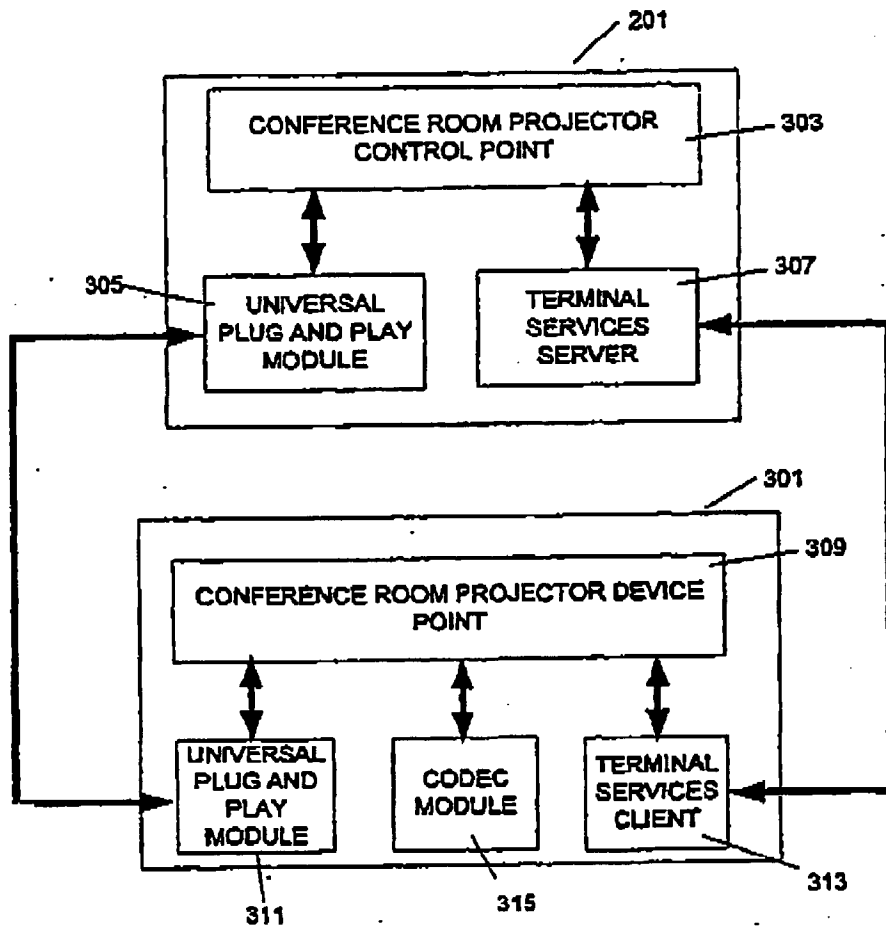 201
CONFERENCE ROOM PROJECTOR
CONTROL POINT
303
305
UNIVERSAL
PLUG AND PLAY
MODULE
307
TERMINAL
SERVICES
SERVER
301
309
CONFERENCE ROOM PROJECTOR DEVICE
POINT
UNIVERSAL
PLUG AND
PLAY
MODULE
CODEC
MODULE
TERMINAL
SERVICES
CLIENT
311
315
313